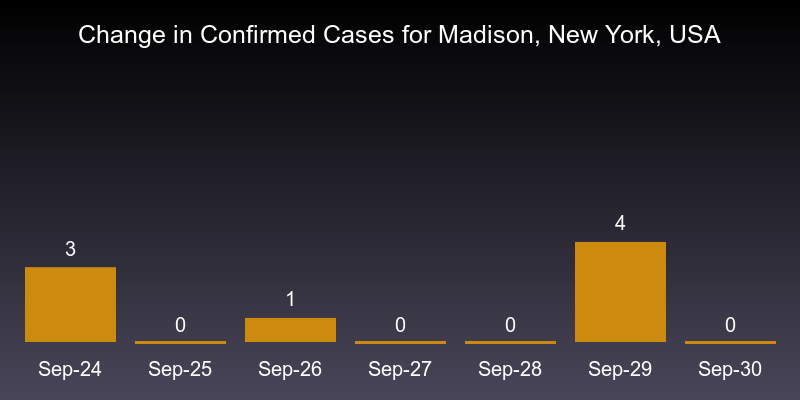 Change in Confirmed Cases for Madison, New York, USA
3
0
1
0
0
4
0
Sep-24
Sep-25
Sep-26
Sep-27
Sep-28
Sep-29
Sep-30